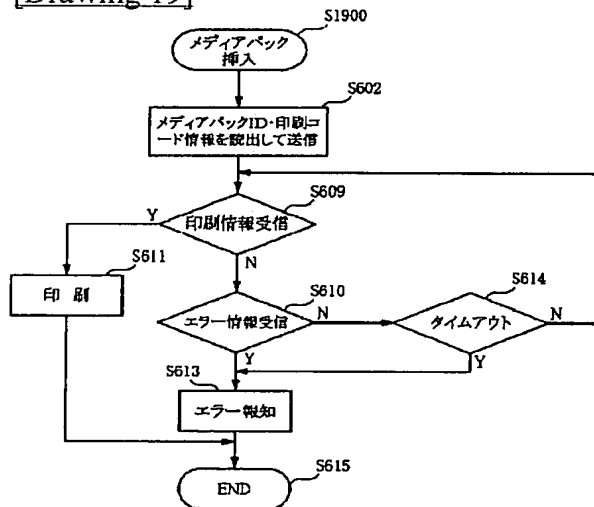 [Drawing 19]
S1900
メディアパック
挿入
S602
メディアパックID・印刷コ
ード情報を読出して送信
S609
Y
印刷情報受信
S611
N
印 刷
S610
S614
エラー情報受信
N
タイムアウト
N
Y
Y
S613
エラー報知
S615
END